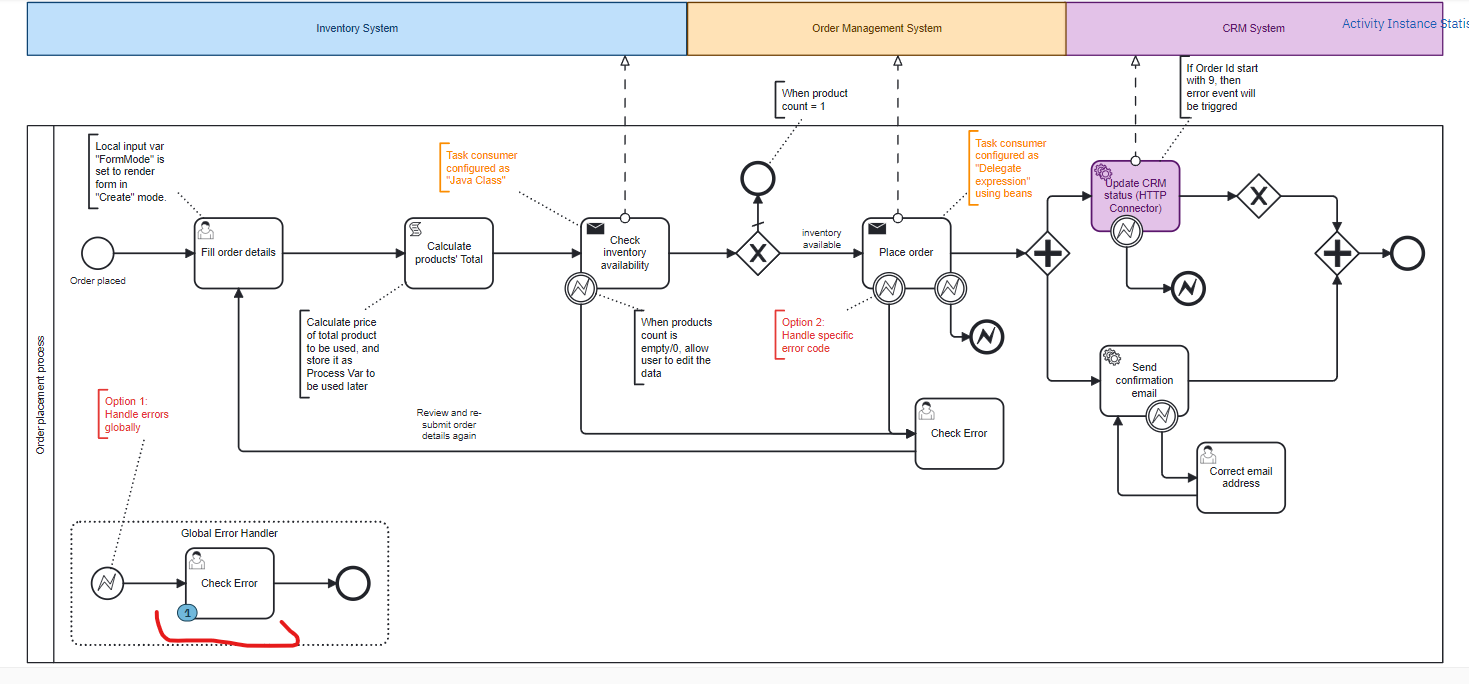 Inventory System
Order Management System
CRM System
Activity Instance Statis
If Order Id start
with 9, then
error event will
be triggred
When product
count = 1
Local input var
"FormMode" is
set to render
form in
"Create" mode.
Task consumer
configured as
"Java Class"
Task consumer
configured as
"Delegate
expression"
using beans
Update CRM
status (HTTP
Connector)
X
Order placed
Fill order details
Calculate
products' Total
Check
inventory
availability
X
inventory
available
Place order
Calculate price
of total product
to be used, and
store it as
Process Var to
be used later
When products
count is
empty/0, allow
user to edit the
data
Option 2:
Handle specific
error code
Send
confirmation
email
Order placement process
Option 1:
Handle errors
globally
Review and re-
submit order
details again
Check Error
Correct email
address
Global Error Handler
Check Error
1